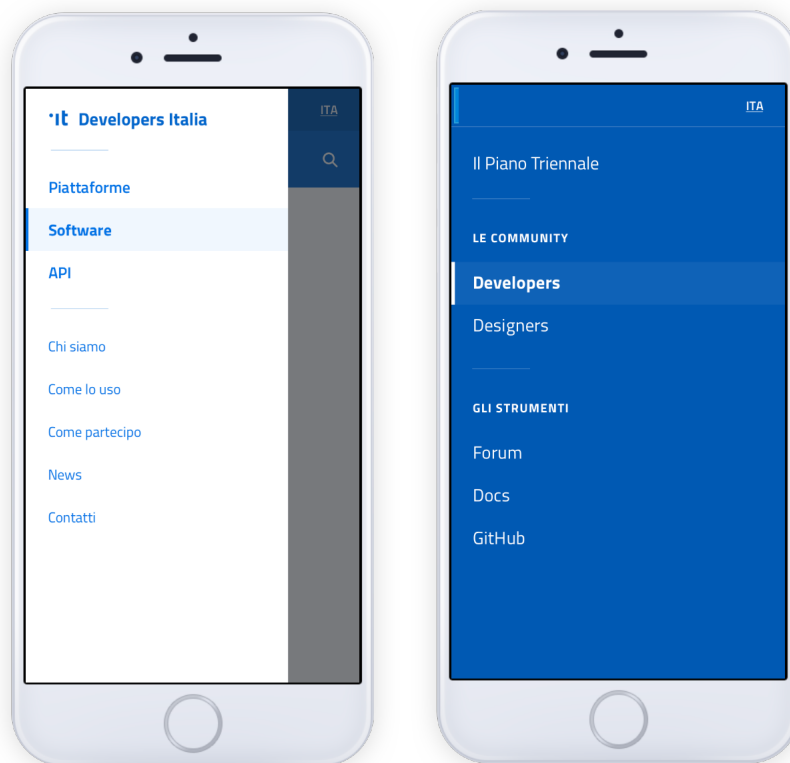 .it Developers Italia
Piattaforme
Software
API
Chi siamo
Come lo uso
Come partecipo
News
Contatti
ITA
ITA
Il Piano Triennale
LE COMMUNITY
Developers
Designers
GLI STRUMENTI
Forum
Docs
GitHub